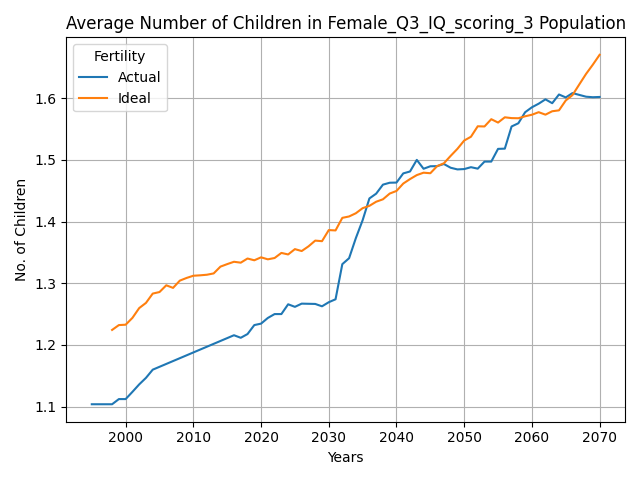 Average Number of Children in Female_Q3_IQ_scoring_3 Population
Fertility
Actual
Ideal
No. of Children
1.6
1.5
1.4
1.3
1.2
1.1
2000 2010 2020 2030 2040 2050 2060 2070
Years